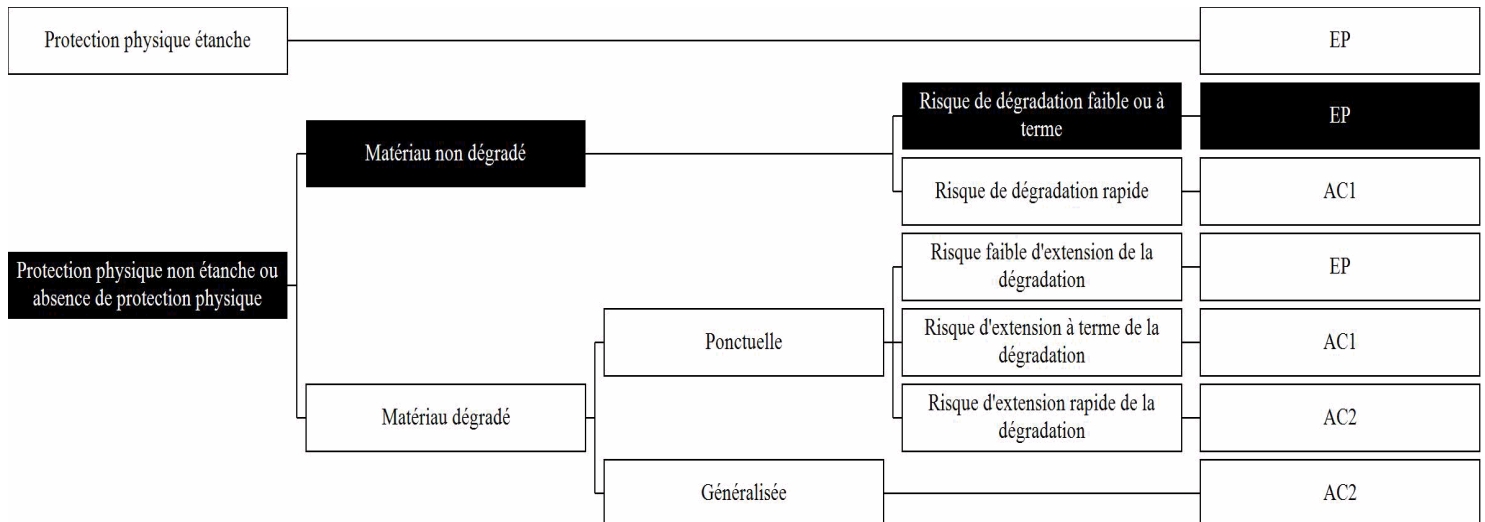 Protection physique étanche
EP
Risque de dégradation faible ou à
terme
EP
Matériau non dégradé
Risque de dégradation rapide
AC1
Protection physique non étanche ou
absence de protection physique
Risque faible d'extension de la
dégradation
EP
Ponctuelle
Risque d'extension à terme de la
dégradation
AC1
Matériau dégradé
Risque d'extension rapide de la
dégradation
AC2
Généralisée
AC2